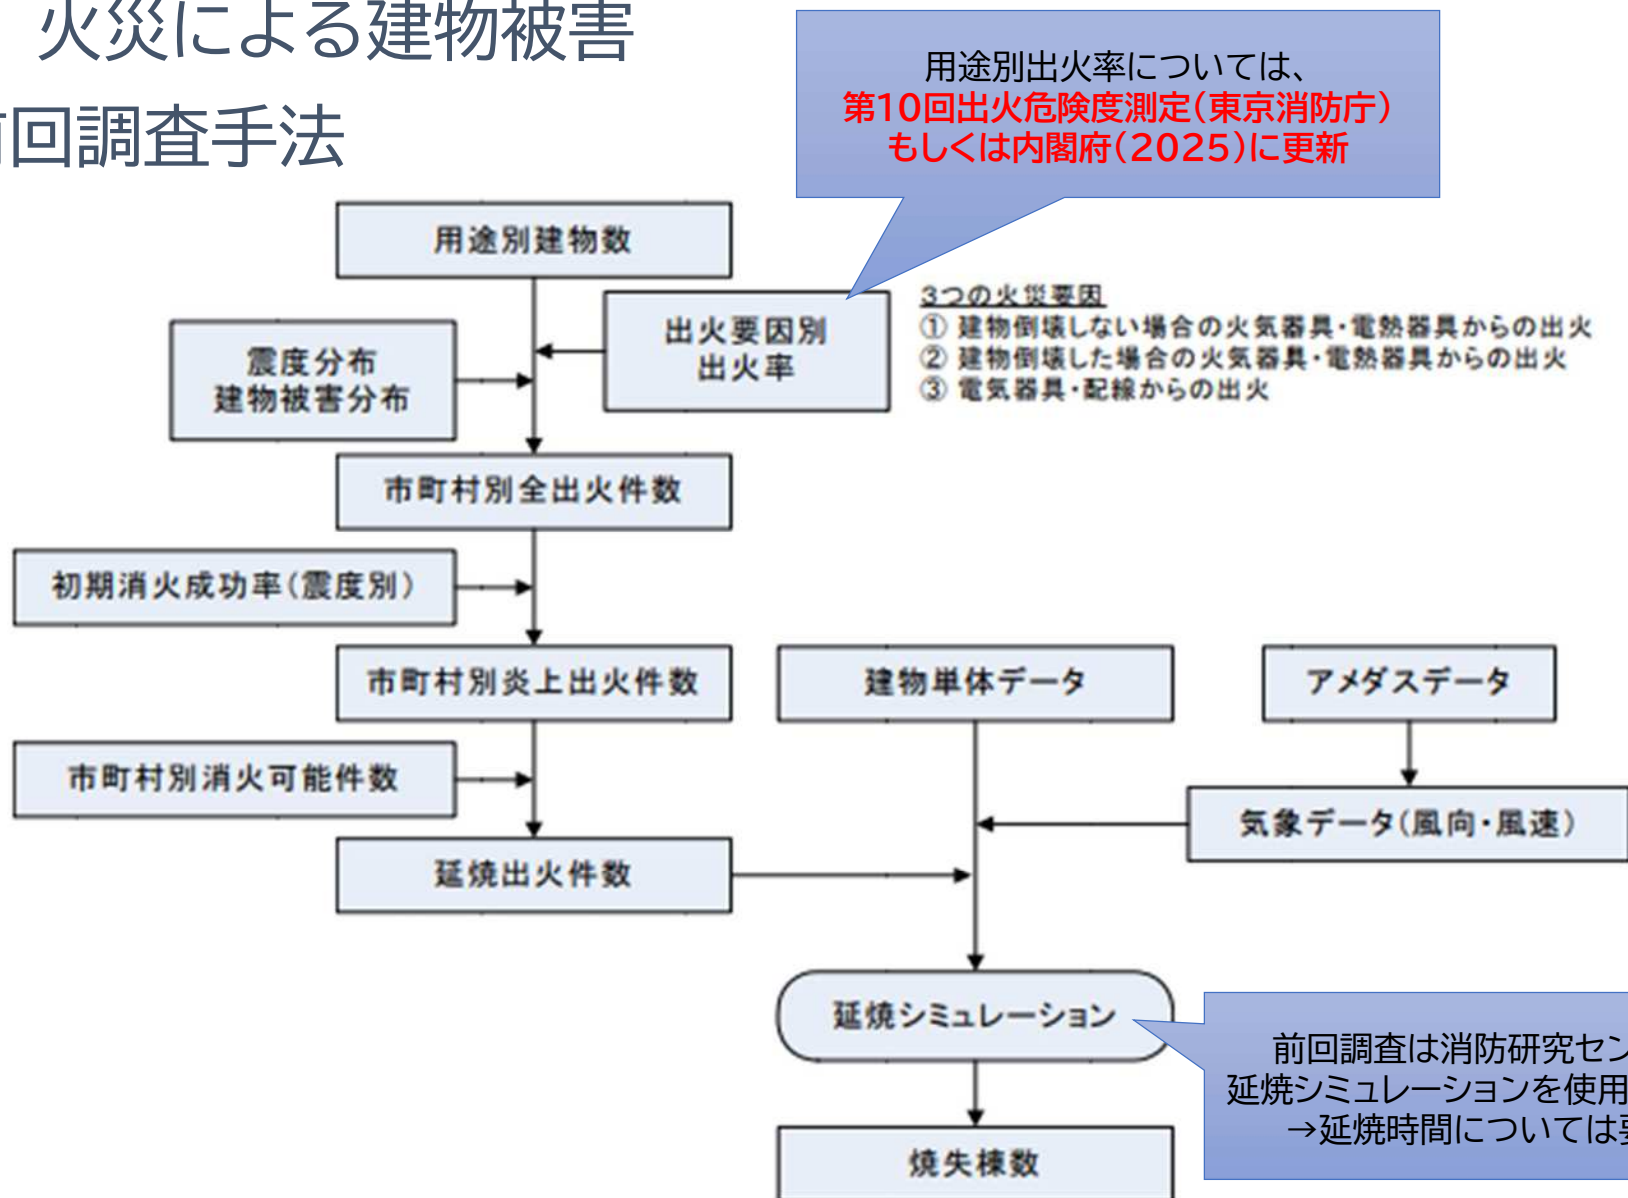 火災による建物被害
前回調査手法
用途別出火率については、
第10回出火危険度測定（東京消防庁）
もしくは内閣府（2025）に更新
用途別建物数
出火要因別
出火率
3つの火災要因
① 建物倒壊しない場合の火気器具・電熱器具からの出火
② 建物倒壊した場合の火気器具・電熱器具からの出火
③ 電気器具・配線からの出火
震度分布
建物被害分布
市町村別全出火件数
初期消火成功率（震度別）
市町村別炎上出火件数
建物単体データ
アメダスデータ
市町村別消火可能件数
気象データ（風向・風速）
延焼出火件数
延焼シミュレーション
前回調査は消防研究セン
延焼シミュレーションを使用
→延焼時間については
焼失棟数